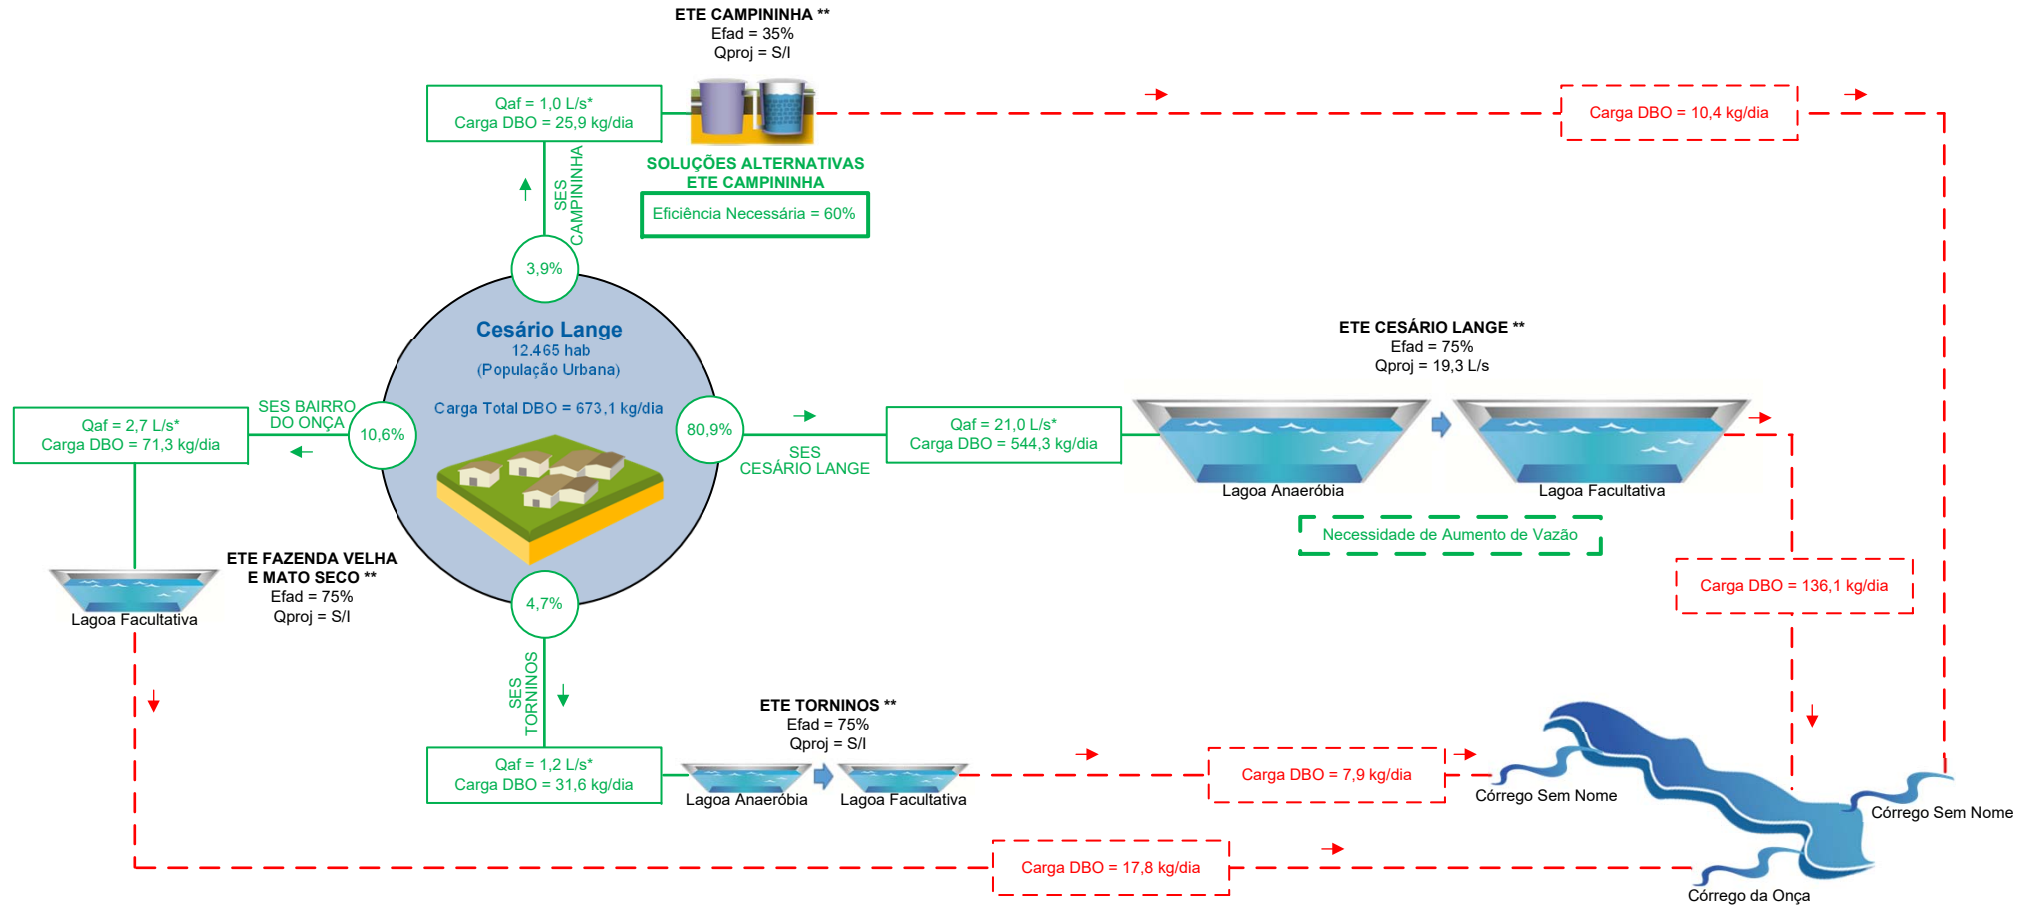 ETE CAMPININHA **
Efad = 35%
Qproj = S/I
Qaf = 1,0 L/s*
Carga DBO = 25,9 kg/dia
Carga DBO = 10,4 kg/dia
SOLUÇÕES ALTERNATIVAS
ETE CAMPININHA
Eficiência Necessária = 60%
SES
CAMPININHA
3,9%
Cesário Lange
12.465 hab
(População Urbana)
Carga Total DBO = 673,1 kg/dia
ETE CESÁRIO LANGE **
Efad = 75%
Qproj = 19,3 L/s
SES BAIRRO
DO ONÇA
10,6%
Qaf = 2,7 L/s*
Carga DBO = 71,3 kg/dia
80,9%
SES
CESÁRIO LANGE
Qaf = 21,0 L/s*
Carga DBO = 544,3 kg/dia
Lagoa Anaeróbia
Lagoa Facultativa
Necessidade de Aumento de Vazão
ETE FAZENDA VELHA
E MATO SECO **
Efad = 75%
Qproj = S/I
Lagoa Facultativa
4,7%
Carga DBO = 136,1 kg/dia
SES
TORNINOS
ETE TORNINOS **
Efad = 75%
Qproj = S/I
Qaf = 1,2 L/s*
Carga DBO = 31,6 kg/dia
Lagoa Anaeróbia
Lagoa Facultativa
Carga DBO = 7,9 kg/dia
Córrego Sem Nome
Córrego Sem Nome
Carga DBO = 17,8 kg/dia
Córrego da Onça